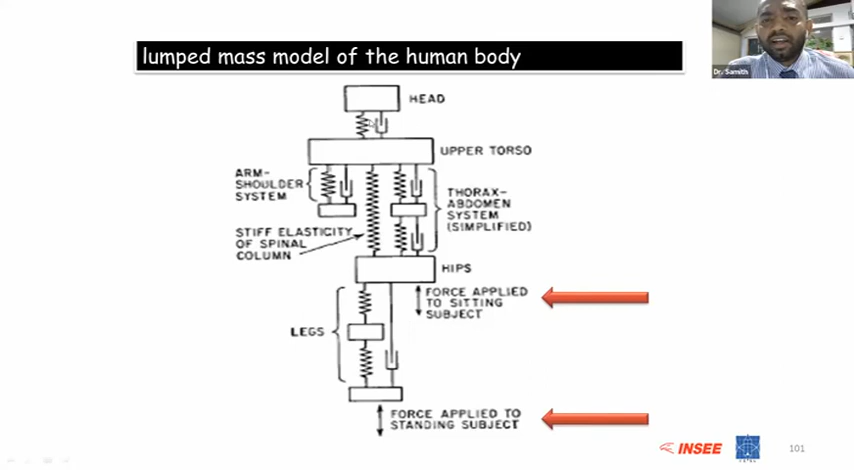 lumped mass model of the human body
Dr. Samith
HEAD
UPPER TORSO
ARM-
SHOULDER
SYSTEM
THORAX-
ABDOMEN
SYSTEM
(SIMPLIFIED)
STIFF ELASTICITY
OF SPINAL
COLUMN
HIPS
FORCE APPLIED
TO SITTING
SUBJECT
LEGS
FORCE APPLIED TO
STANDING SUBJECT
INSEE
101